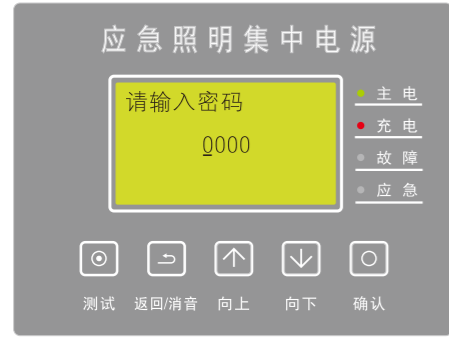 应急照明集中电源
请输入密码
0000
主电
充电
故障
应急
测试 返回/消音 向上 向下 确认